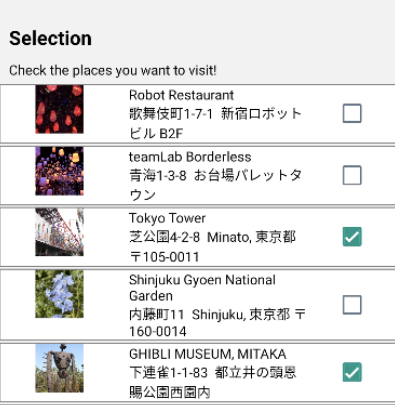 Selection
Check the places you want to visit!
Robot Restaurant
歌舞伎町1-7-1 新宿ロボット
ビル B2F
teamLab Borderless
青海1-3-8 お台場パレットタ
ウン
Tokyo Tower
芝公園4-2-8 Minato, 東京都
〒105-0011
Shinjuku Gyoen National
Garden
内藤町11 Shinjuku, 東京都 〒
160-0014
GHIBLI MUSEUM, MITAKA
下連雀1-1-83 都立井の頭恩
賜公園西園内